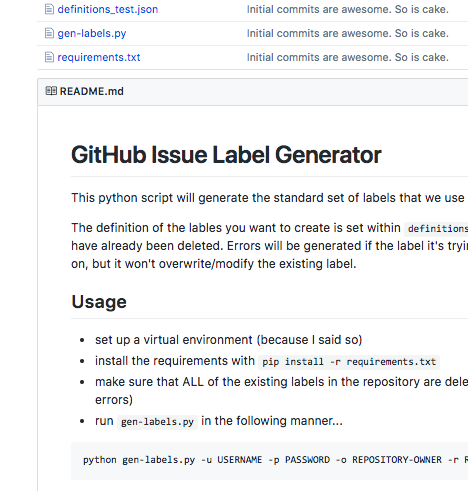 definitions_test.json Initial commits are awesome. So is cake.
gen-labels.py Initial commits are awesome. So is cake.
requirements.txt Initial commits are awesome. So is cake.
README.md
GitHub Issue Label Generator
This python script will generate the standard set of labels that we use
The definition of the lables you want to create is set within definitions
have already been deleted. Errors will be generated if the label it's tryi
on, but it won't overwrite/modify the existing label.
Usage
set up a virtual environment (because I said so)
install the requirements with pip install -r requirements.txt
make sure that ALL of the existing labels in the repository are dele
errors)
run gen-labels.py in the following manner...
python gen-labels.py -u USERNAME -p PASSWORD -o REPOSITORY-OWNER -r R